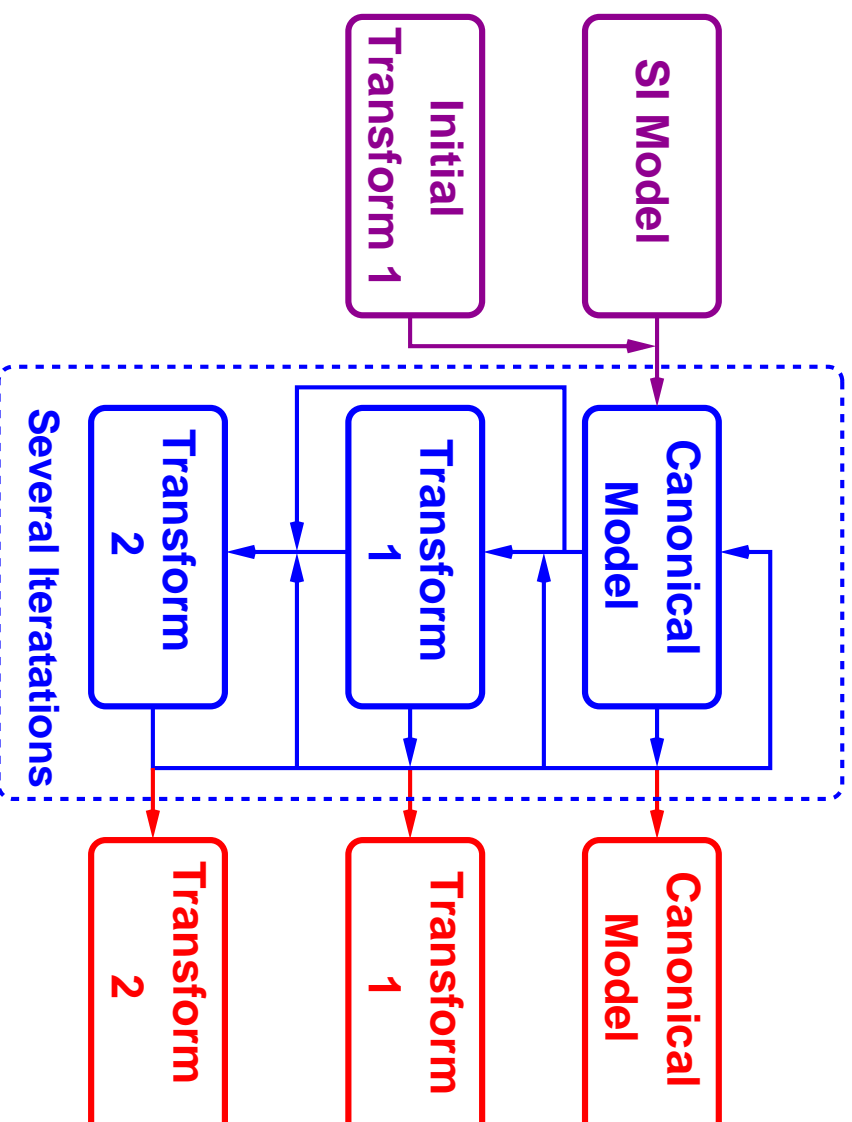 SI Model
Initial
Transform 1
Canonical
Model
Transform
1
Transform
2
Several Iteratations
Canonical
Model
Transform
1
Transform
2